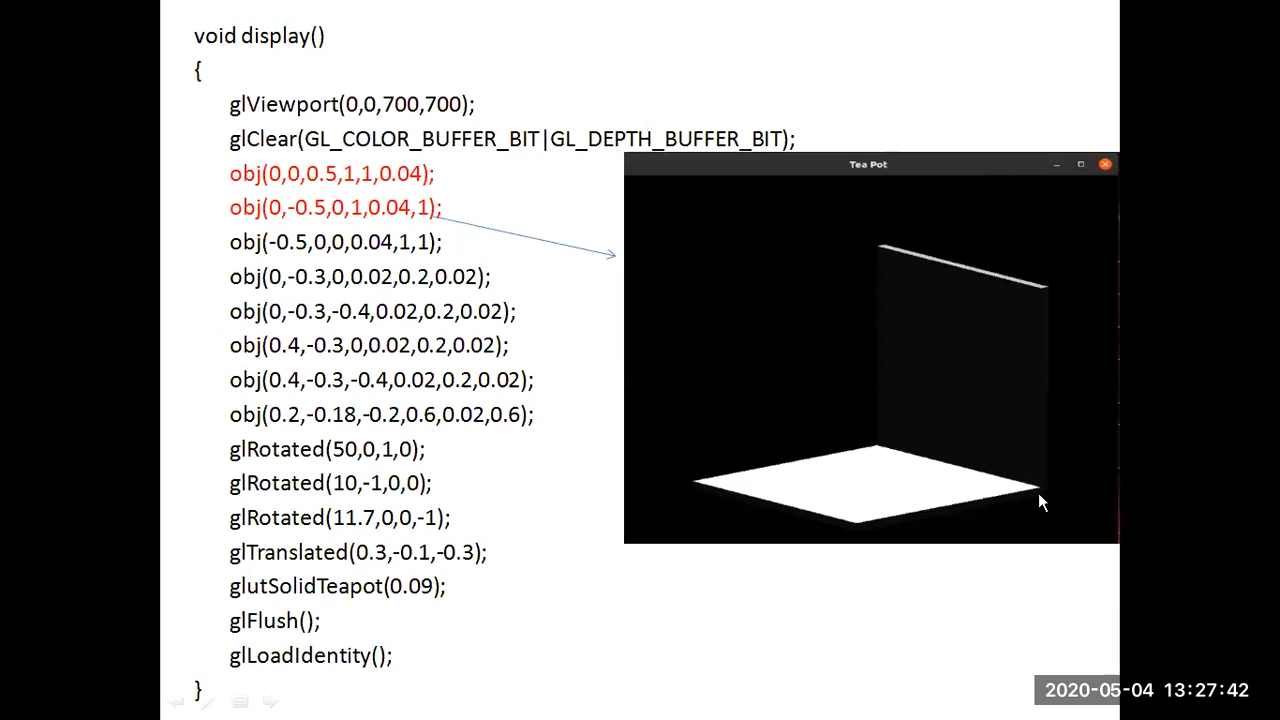 void display()
{
glViewport(0,0,700,700);
glClear(GL_COLOR_BUFFER_BIT|GL_DEPTH_BUFFER_BIT);
obj(0,0,0.5,1,1,0.04);
obj(0,-0.5,0,1,0.04,1);
obj(-0.5,0,0,0.04,1,1);
obj(0,-0.3,0,0.02,0.2,0.02);
obj(0,-0.3,-0.4,0.02,0.2,0.02);
obj(0.4,-0.3,0,0.02,0.2,0.02);
obj(0.4,-0.3,-0.4,0.02,0.2,0.02);
obj(0.2,-0.18,-0.2,0.6,0.02,0.6);
glRotated(50,0,1,0);
glRotated(10,-1,0,0);
glRotated(11.7,0,0,-1);
glTranslated(0.3,-0.1,-0.3);
glutSolidTeapot(0.09);
glFlush();
glLoadIdentity();
}
Tea Pot
2020-05-04 13:27:42